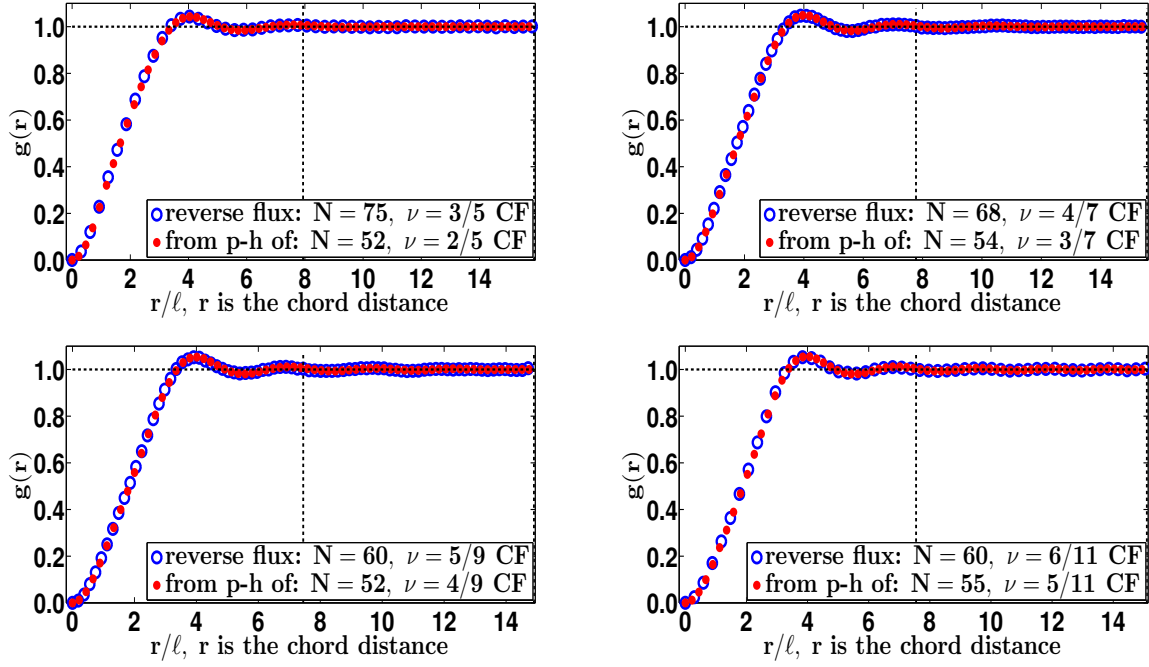 g(r)
1.0
0.8
0.6
0.4
0.2
0.0
reverse flux: N = 75, ν = 3/5 CF
from p-h of: N = 52, ν = 2/5 CF
0 2 4 6 8 10 12 14
r/ℓ, r is the chord distance
g(r)
1.0
0.8
0.6
0.4
0.2
0.0
reverse flux: N = 68, ν = 4/7 CF
from p-h of: N = 54, ν = 3/7 CF
0 2 4 6 8 10 12 14
r/ℓ, r is the chord distance
g(r)
1.0
0.8
0.6
0.4
0.2
0.0
reverse flux: N = 60, ν = 5/9 CF
from p-h of: N = 52, ν = 4/9 CF
0 2 4 6 8 10 12 14
r/ℓ, r is the chord distance
g(r)
1.0
0.8
0.6
0.4
0.2
0.0
reverse flux: N = 60, ν = 6/11 CF
from p-h of: N = 55, ν = 5/11 CF
0 2 4 6 8 10 12 14
r/ℓ, r is the chord distance